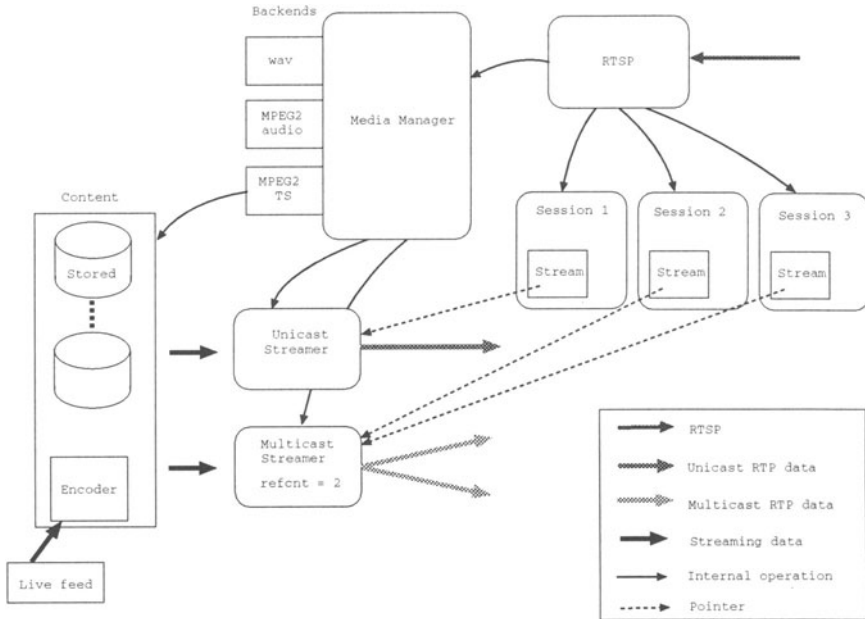 Backends
wav
MPEG2
audio
MPEG2
TS
Media Manager
RTSP
Content
Stored
Session 1
Session 2
Session 3
Stream
Stream
Stream
Unicast
Streamer
Multicast
Streamer
refcnt = 2
Encoder
Live feed
RTSP
Unicast RTP data
Multicast RTP data
Streaming data
Internal operation
Pointer